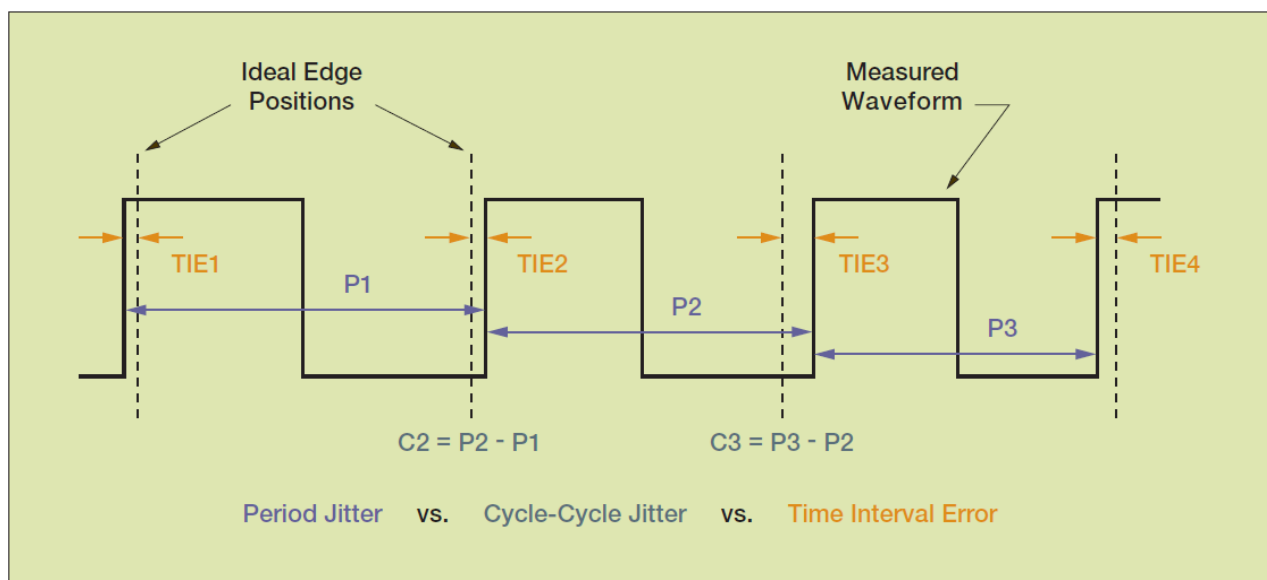 Ideal Edge
Positions
Measured
Waveform
TIE1
TIE2
TIE3
TIE4
P1
P2
P3
C2 = P2 - P1
C3 = P3 - P2
Period Jitter vs. Cycle-Cycle Jitter vs. Time Interval Error